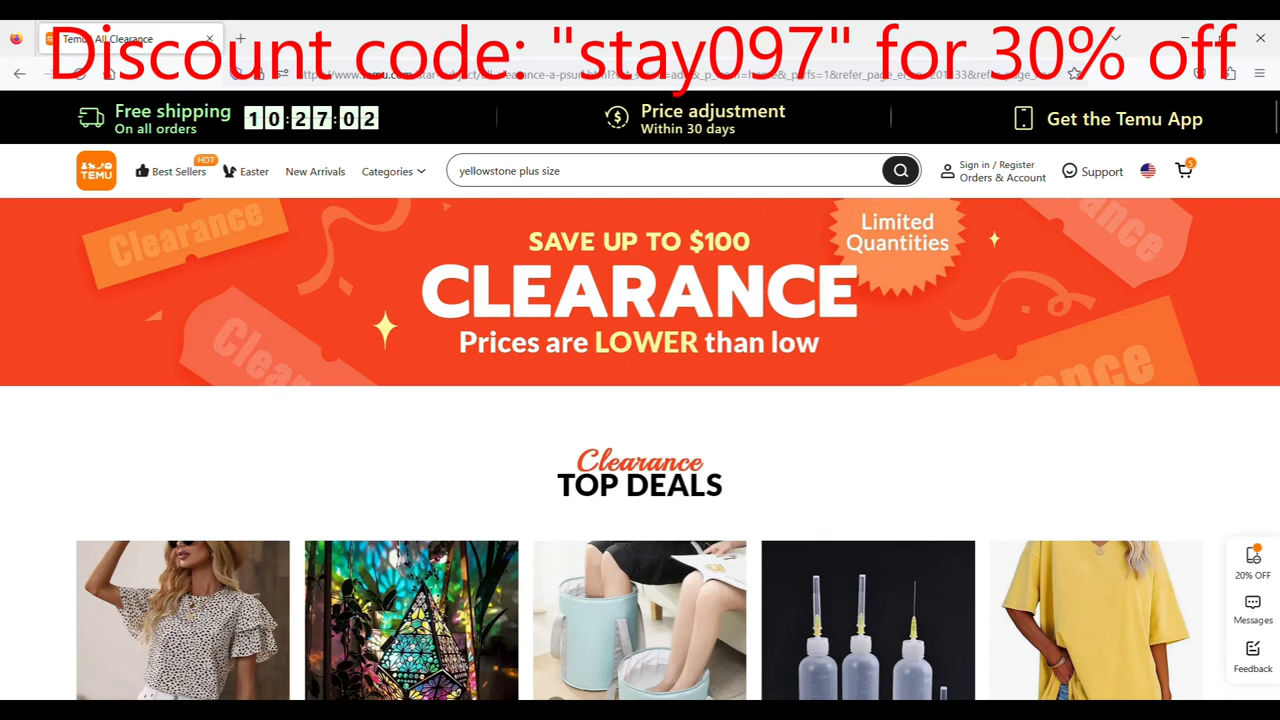 Discount code: "stay097" for 30% off
Temu | All Clearance
Free shipping
On all orders
10:27:02
Price adjustment
Within 30 days
Get the Temu App
TEMU
Best Sellers
HOT
Easter
New Arrivals
Categories
yellowstone plus size
Sign in / Register
Orders & Account
Support
5
Clearance
SAVE UP TO $100
CLEARANCE
Prices are LOWER than low
Limited
Quantities
Clearance
Clearance
TOP DEALS
20% OFF
Messages
Feedback